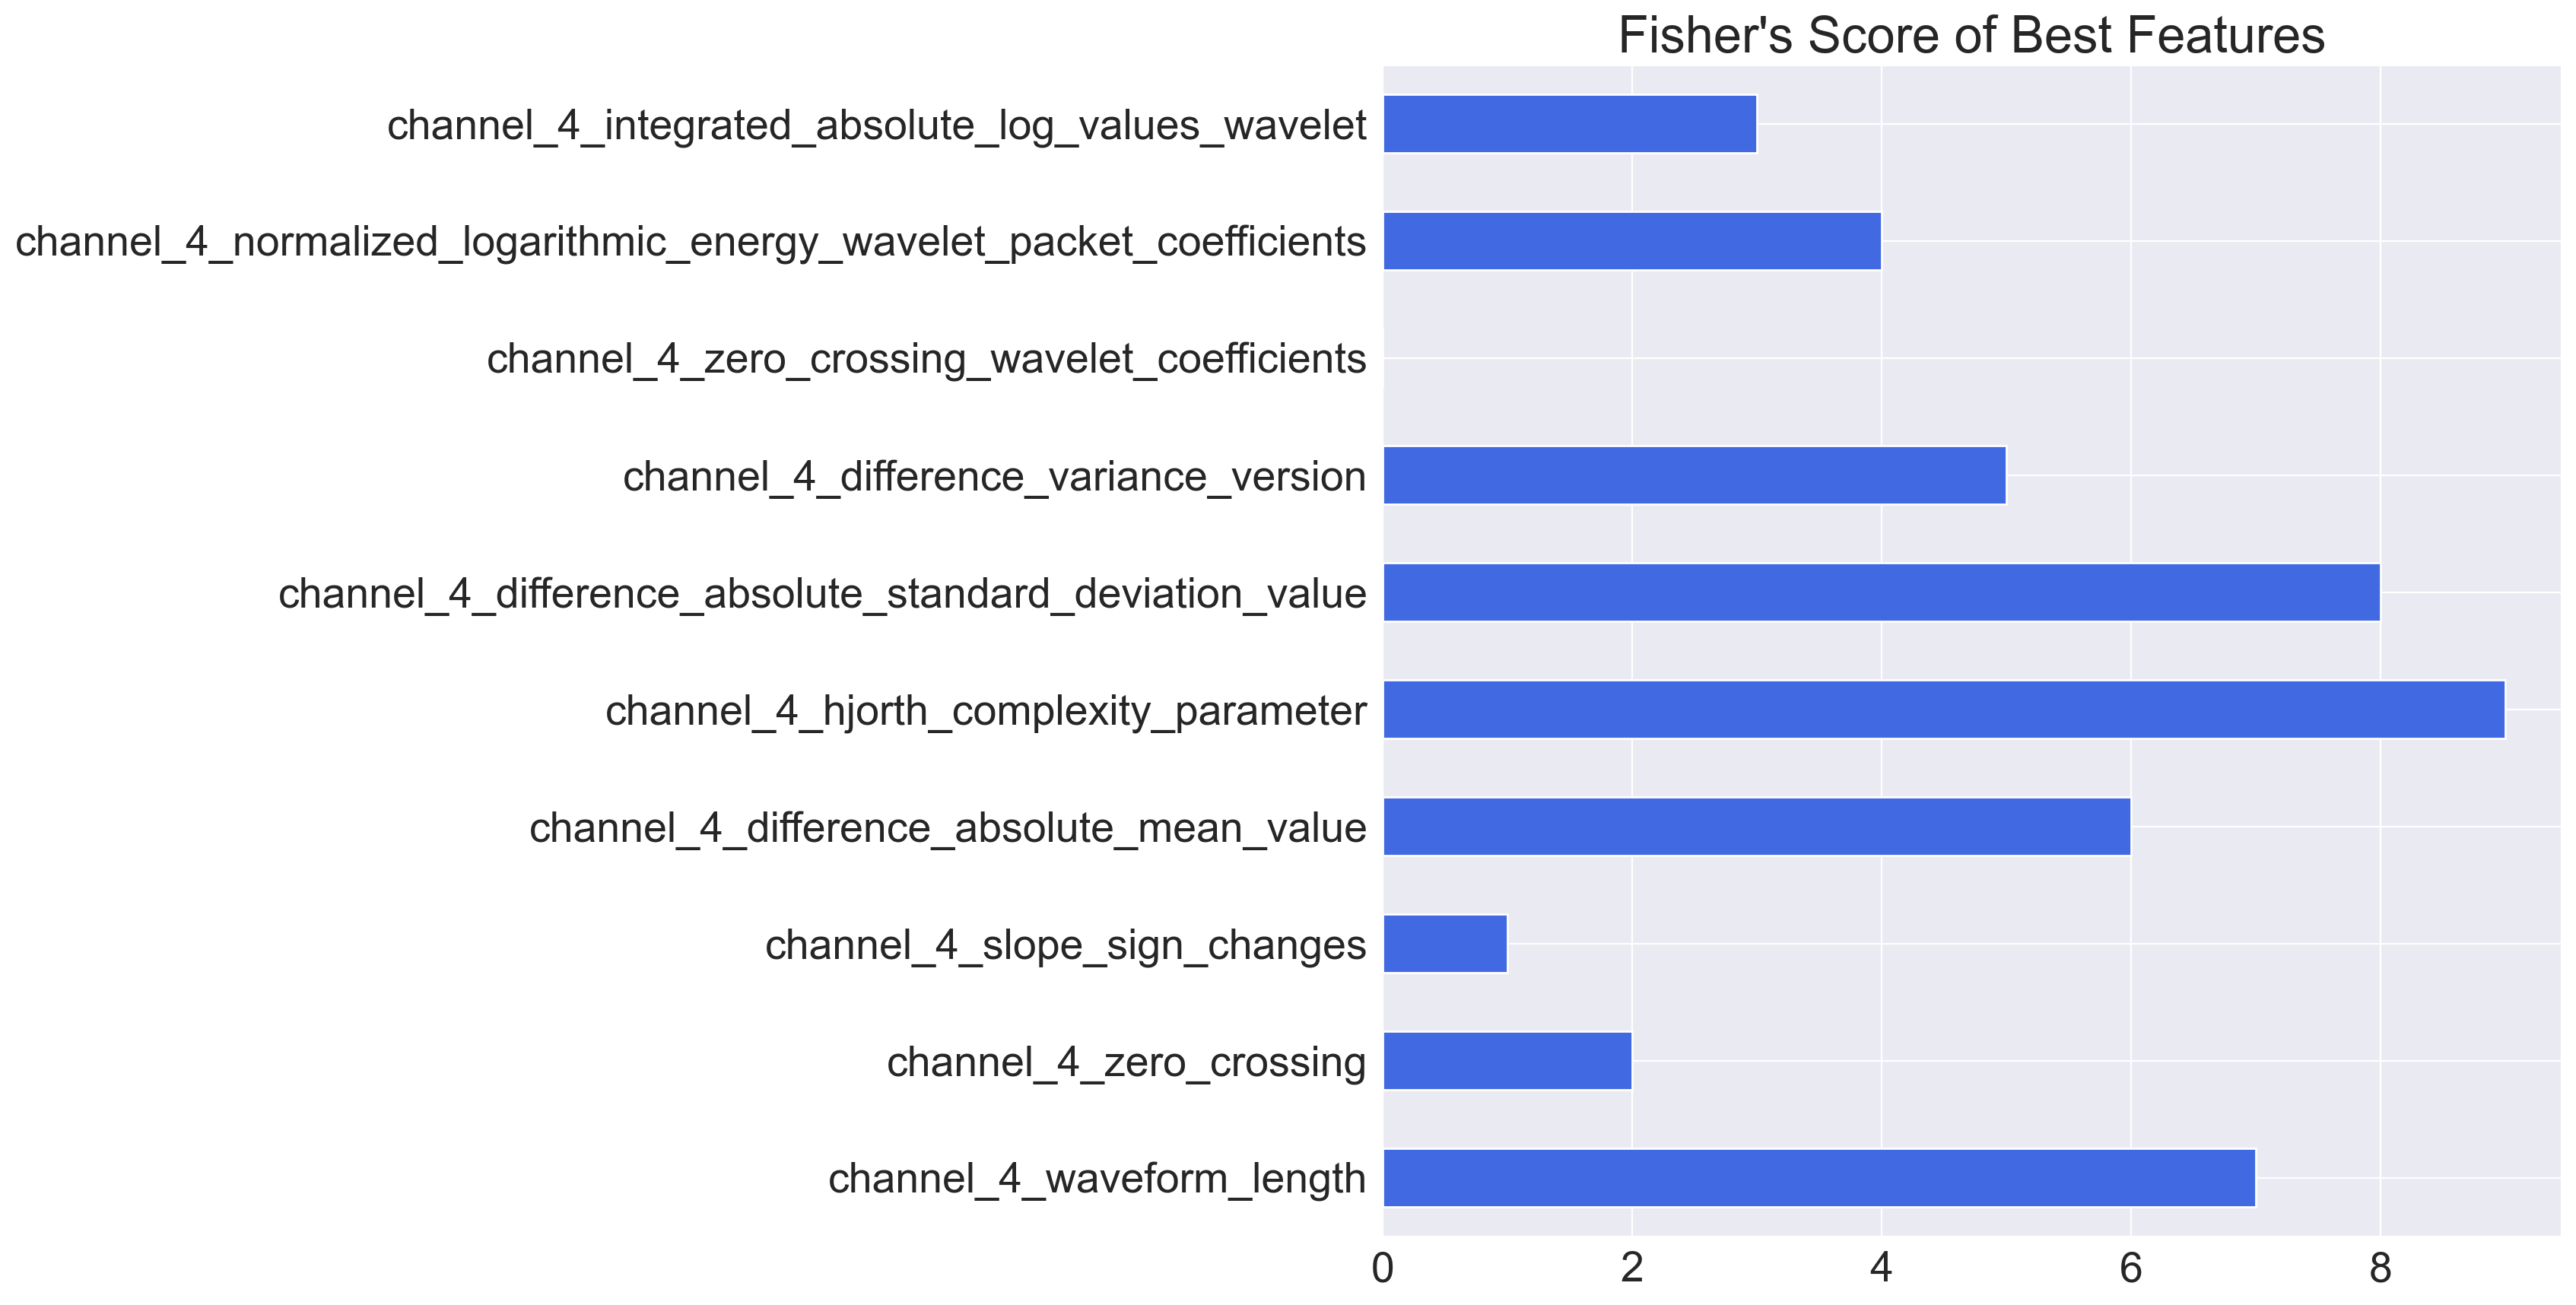 Fisher's Score of Best Features
channel_4_integrated_absolute_log_values_wavelet
channel_4_normalized_logarithmic_energy_wavelet_packet_coefficients
channel_4_zero_crossing_wavelet_coefficients
channel_4_difference_variance_version
channel_4_difference_absolute_standard_deviation_value
channel_4_hjorth_complexity_parameter
channel_4_difference_absolute_mean_value
channel_4_slope_sign_changes
channel_4_zero_crossing
channel_4_waveform_length
0 2 4 6 8